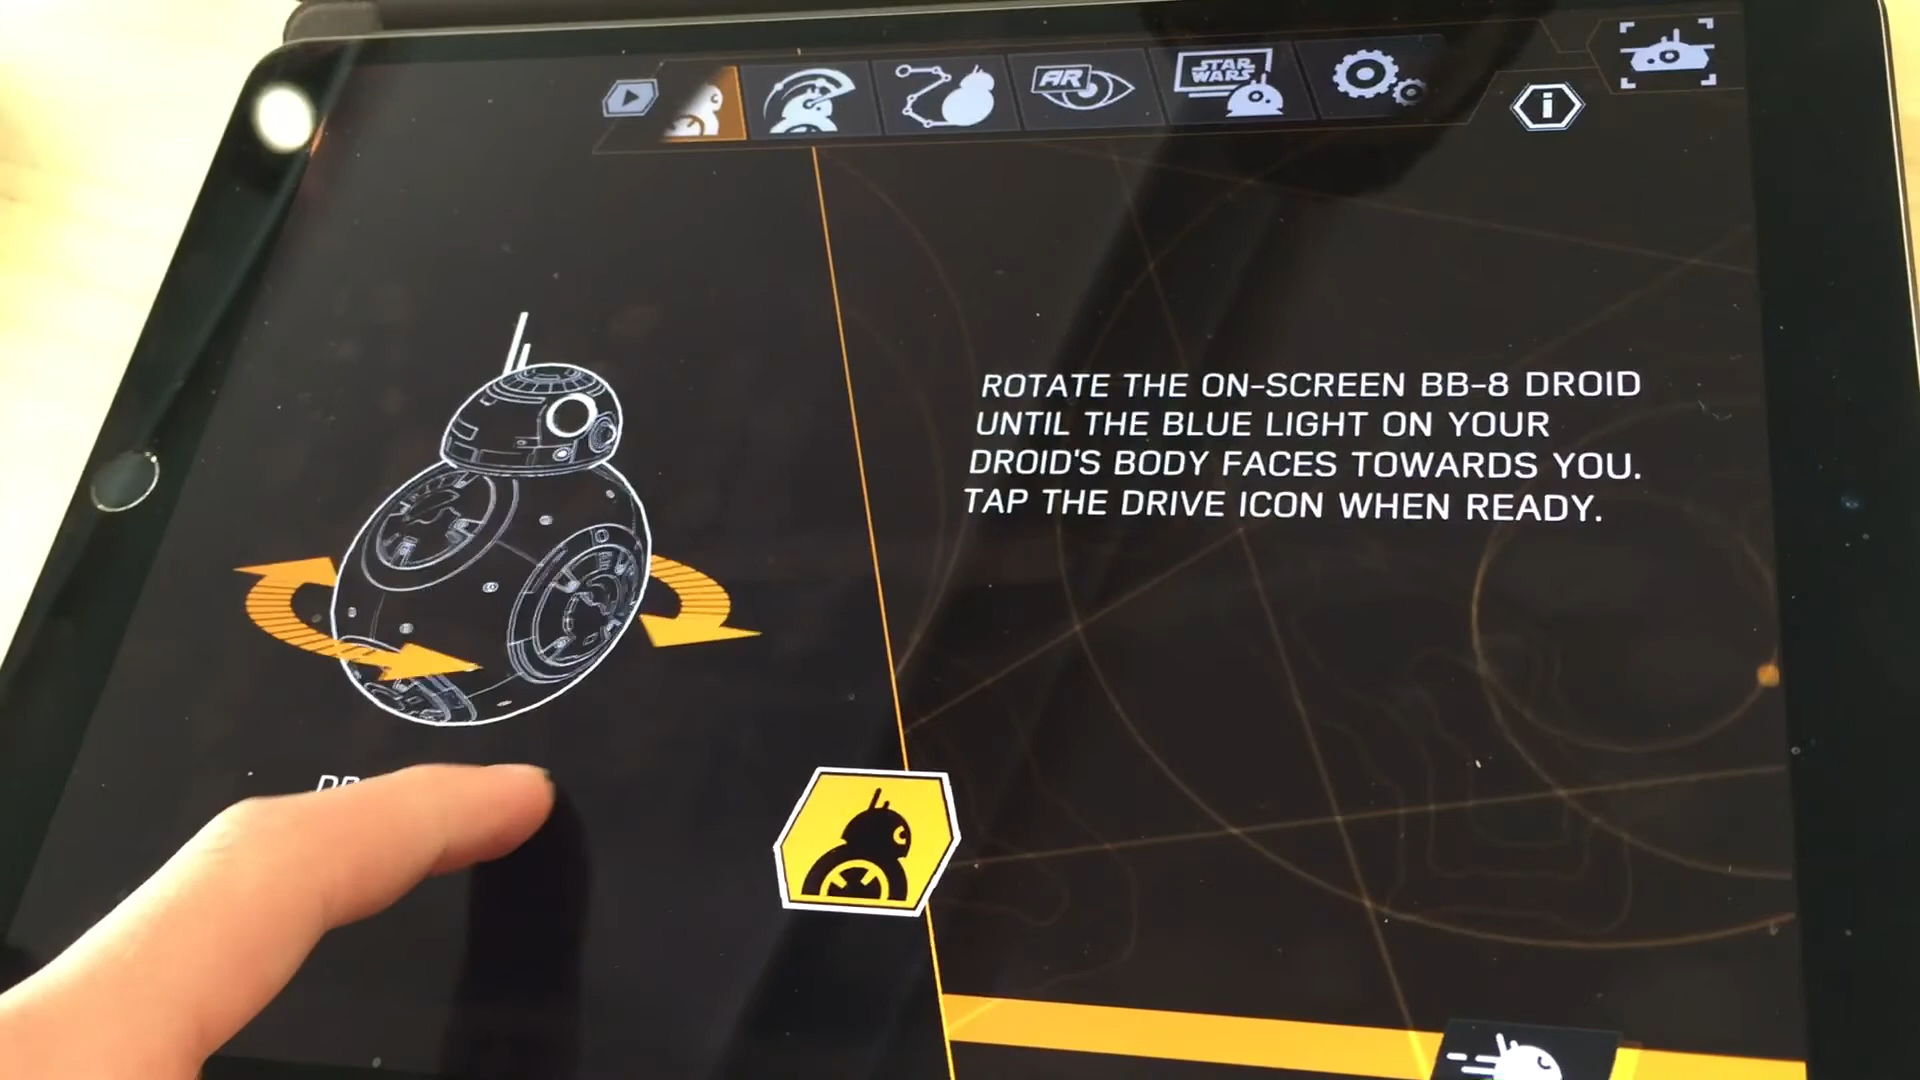 AR
STAR
WARS
i
ROTATE THE ON-SCREEN BB-8 DROID
UNTIL THE BLUE LIGHT ON YOUR
DROID'S BODY FACES TOWARDS YOU.
TAP THE DRIVE ICON WHEN READY.